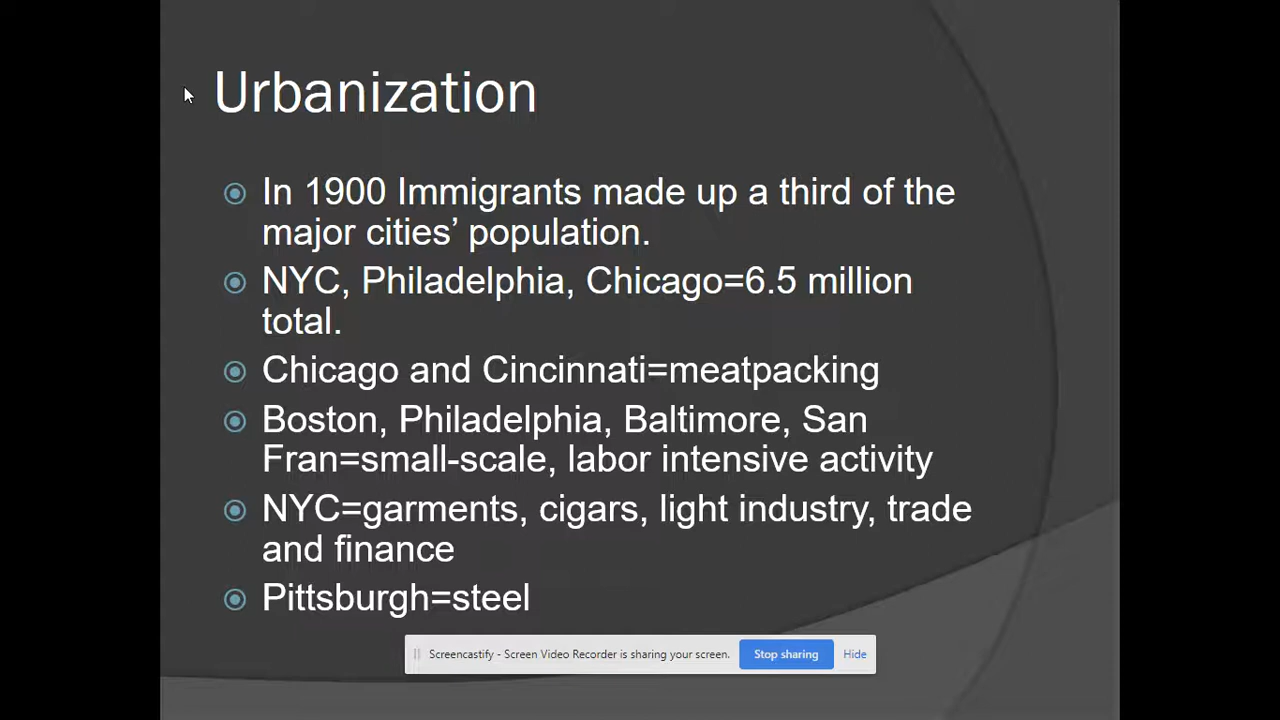 Urbanization
In 1900 Immigrants made up a third of the
major cities’ population.
NYC, Philadelphia, Chicago=6.5 million
total.
Chicago and Cincinnati=meatpacking
Boston, Philadelphia, Baltimore, San
Fran=small-scale, labor intensive activity
NYC=garments, cigars, light industry, trade
and finance
Pittsburgh=steel
Screencastify - Screen Video Recorder is sharing your screen. Stop sharing Hide